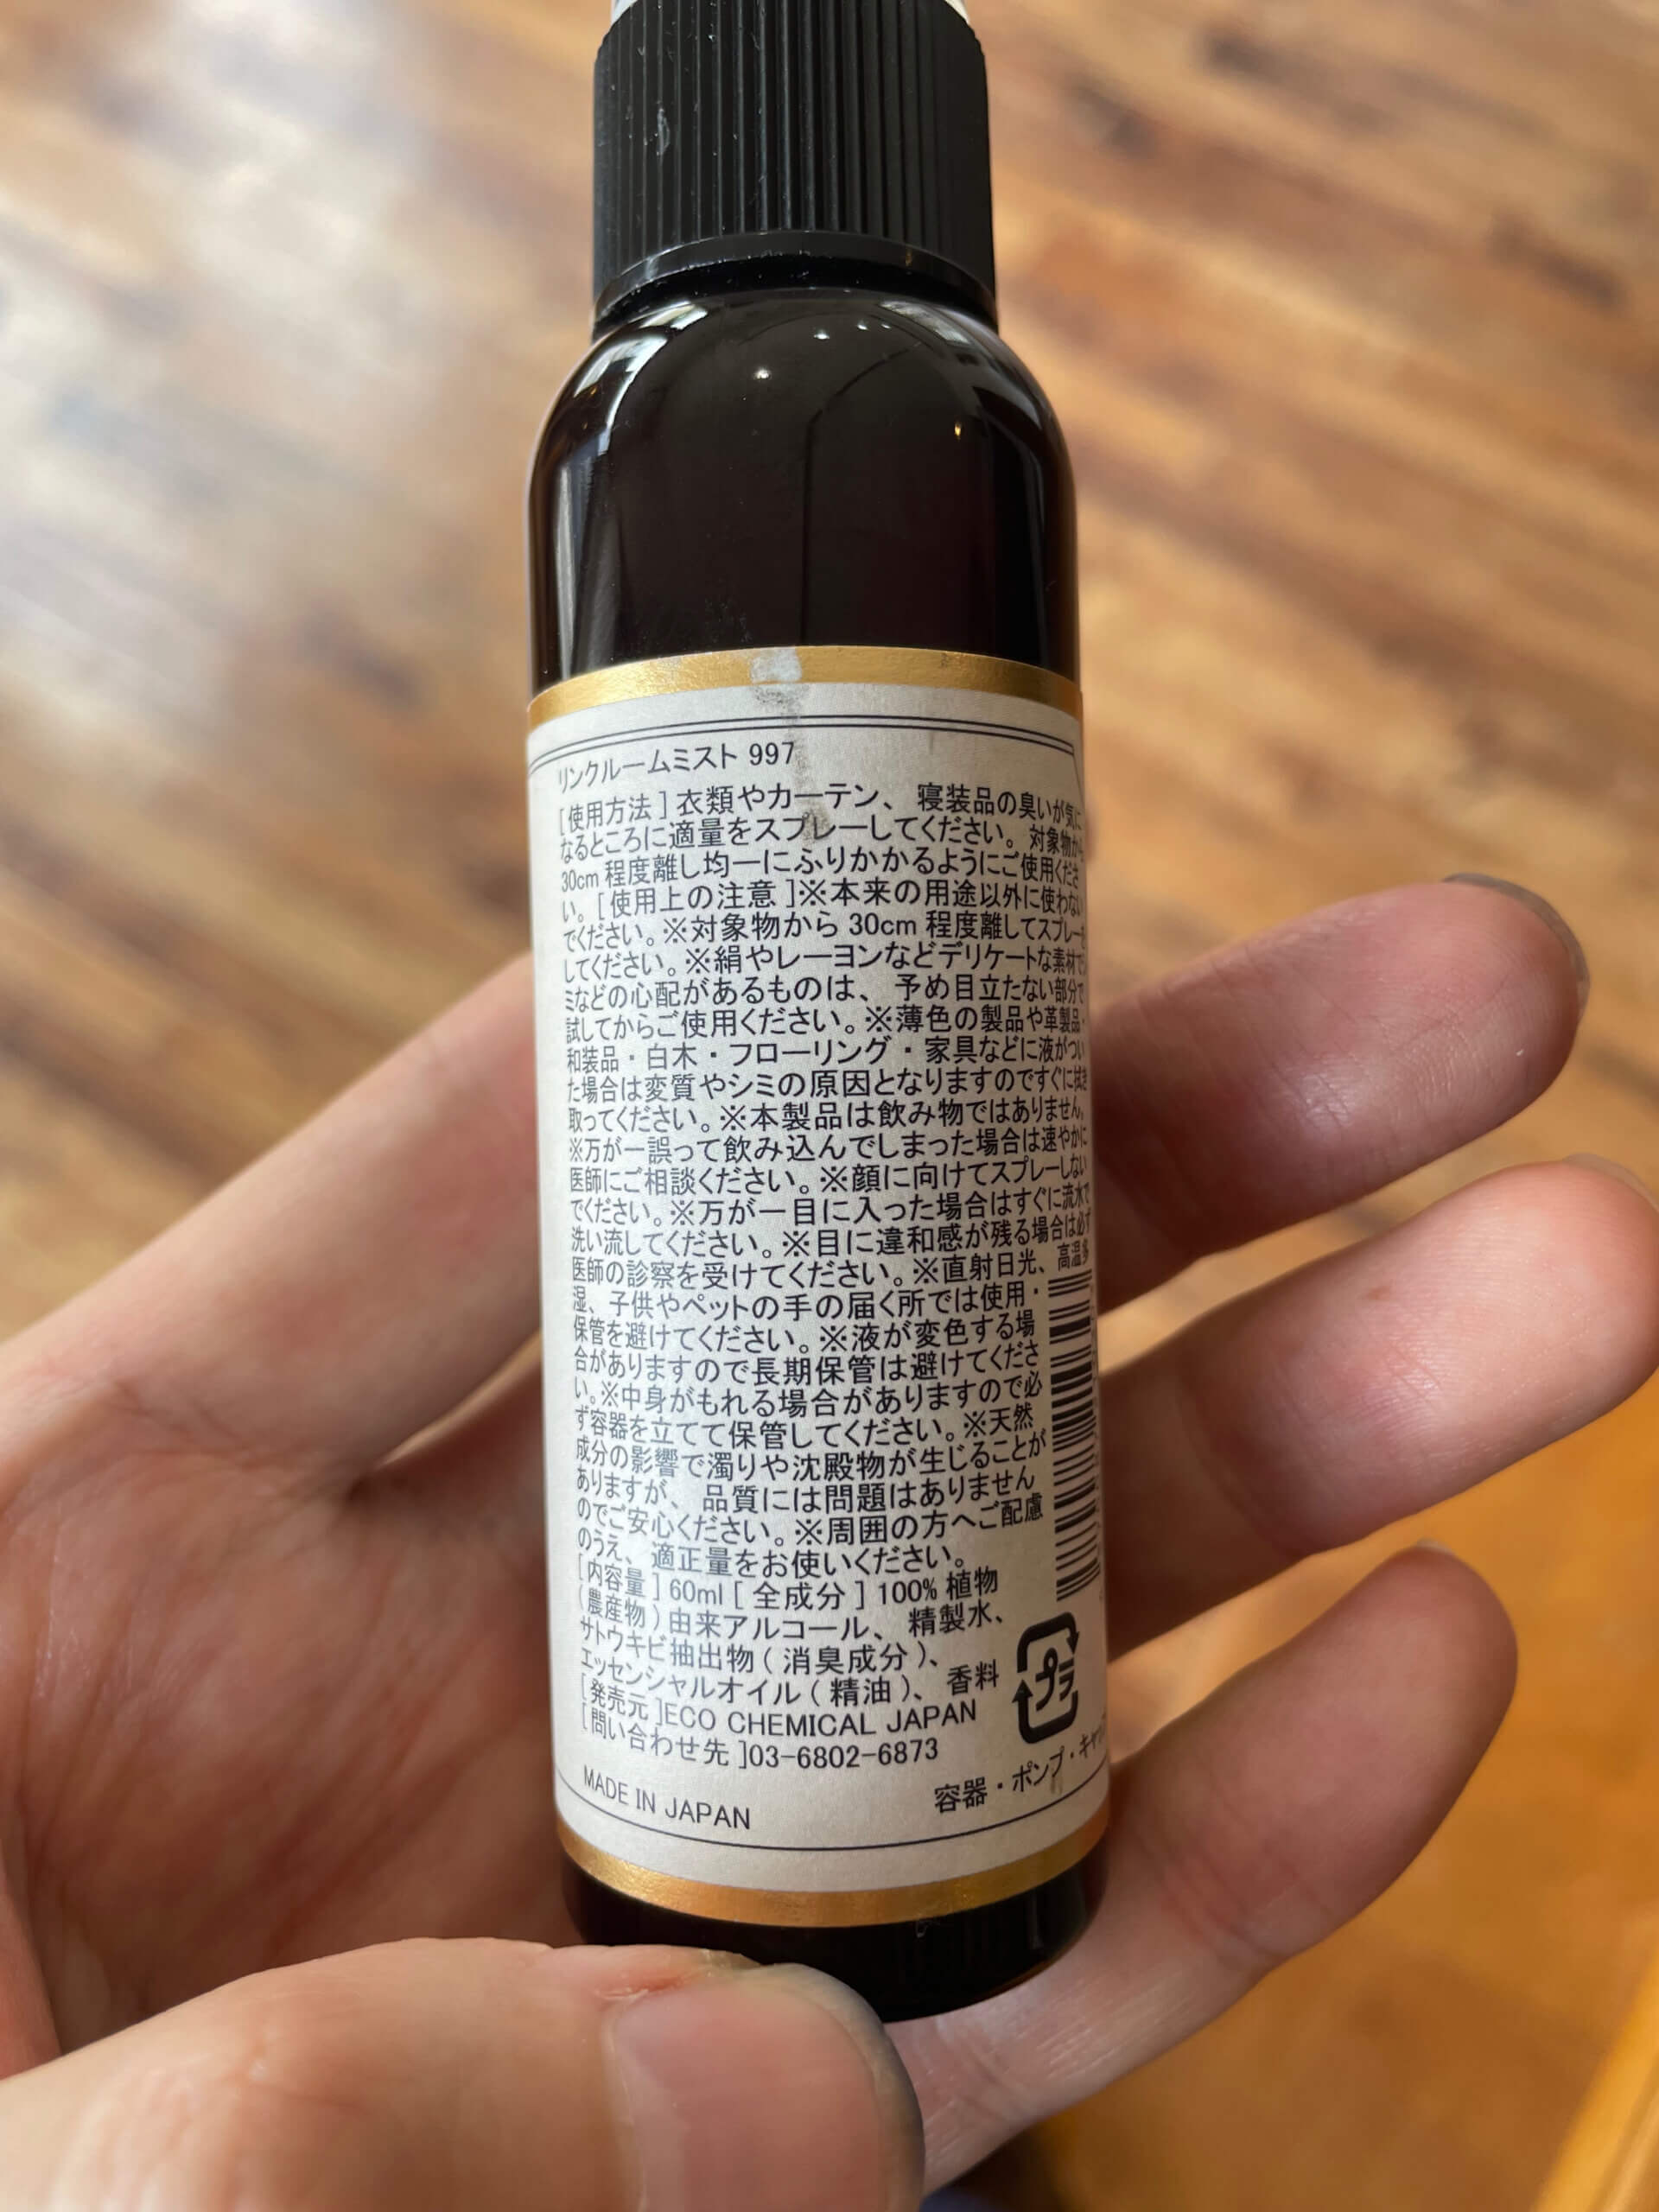 リンクルームミスト 997
[ 使用方法 ] 衣類やカーテン、 寝装品の臭いが気に
なるところに適量をスプレーしてください。 対象物から
30cm 程度離し均一にふりかかるようにご使用くださ
い。[ 使用上の注意 ]※本来の用途以外に使わない
でください。※対象物から 30cm 程度離してスプレーを
してください。※絹やレーヨンなどデリケートな素材で
ミなどの心配があるものは、 予め目立たない部分で
試してからご使用ください。※薄色の製品や革製品・
和装品・白木・フローリング・家具などに液がつい
た場合は変質やシミの原因となりますのですぐに拭き
取ってください。※本製品は飲み物ではありません。
※万が一誤って飲み込んでしまった場合は速やかに
医師にご相談ください。※顔に向けてスプレーしない
でください。※万が一目に入った場合はすぐに流水で
洗い流してください。※目に違和感が残る場合は必ず
医師の診察を受けてください。※直射日光、高温多
湿、子供やペットの手の届く所では使用・
保管を避けてください。※液が変色する場
合がありますので長期保管は避けてくださ
い。※中身がもれる場合がありますので必
ず容器を立てて保管してください。※天然
成分の影響で濁りや沈殿物が生じることが
ありますが、 品質には問題はありません
のでご安心ください。※周囲の方へご配慮
のうえ、適正量をお使いください。
[ 内容量 ] 60ml [ 全成分 ] 100% 植物
( 農産物 ) 由来アルコール、 精製水、
サトウキビ抽出物 ( 消臭成分 )、
エッセンシャルオイル ( 精油 )、 香料
[ 発売元 ]ECO CHEMICAL JAPAN
[ 問い合わせ先 ]03-6802-6873
プラ
MADE IN JAPAN
容器・ポンプ・キャッ